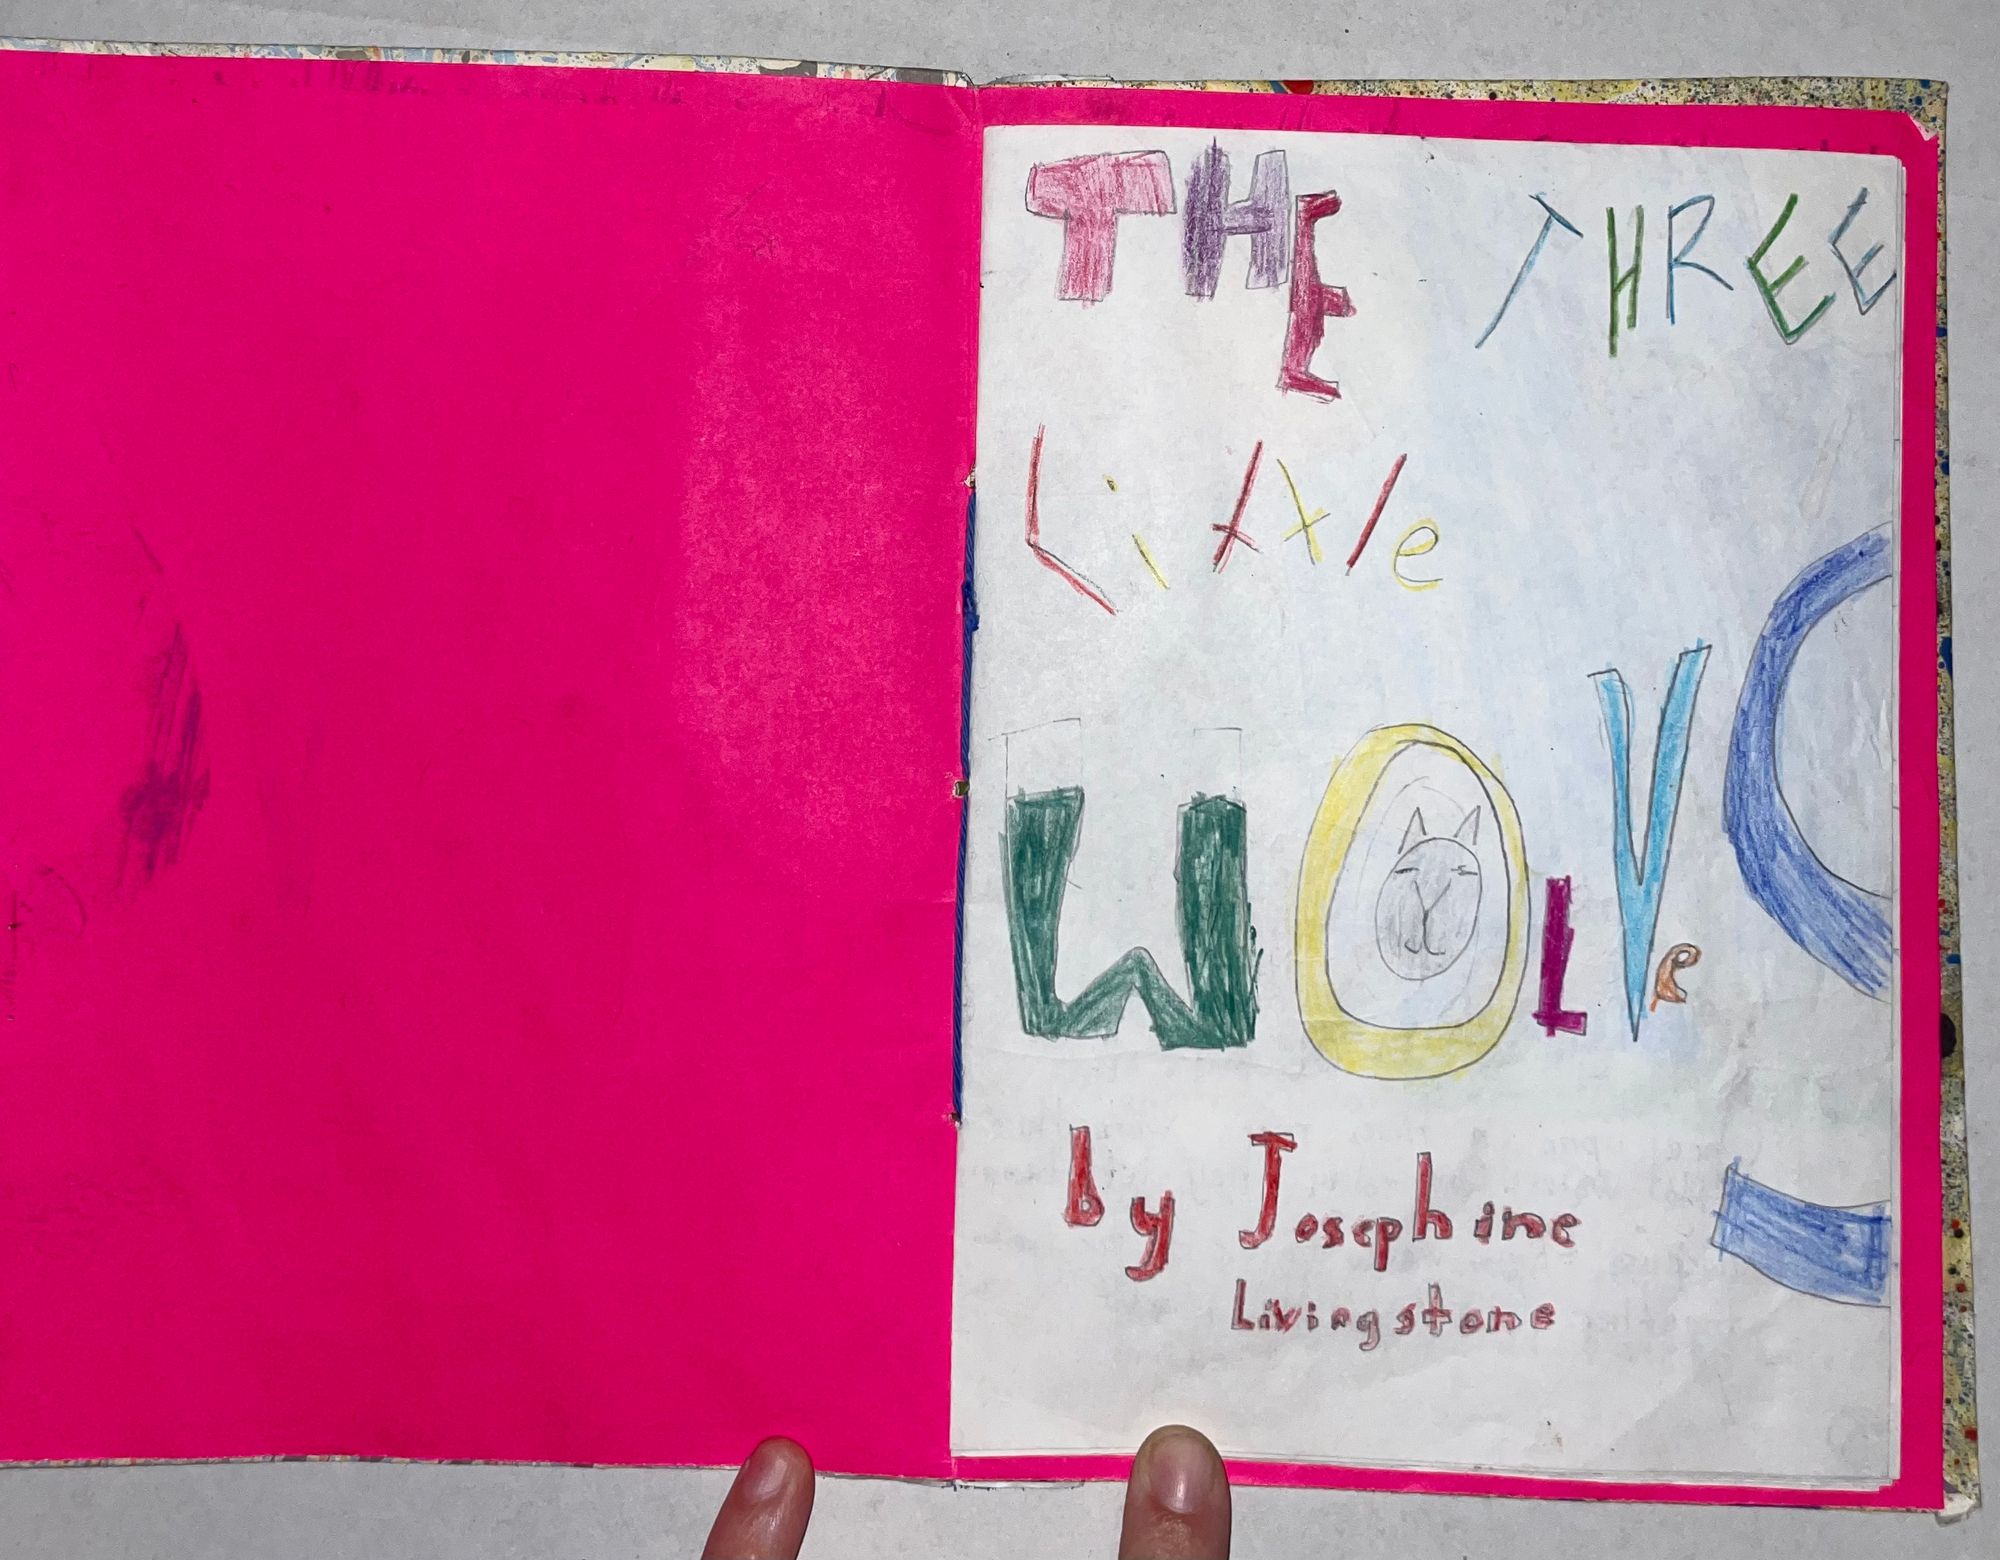 THE THREE
Little
WOLVeS
by Josephine
Livingstone